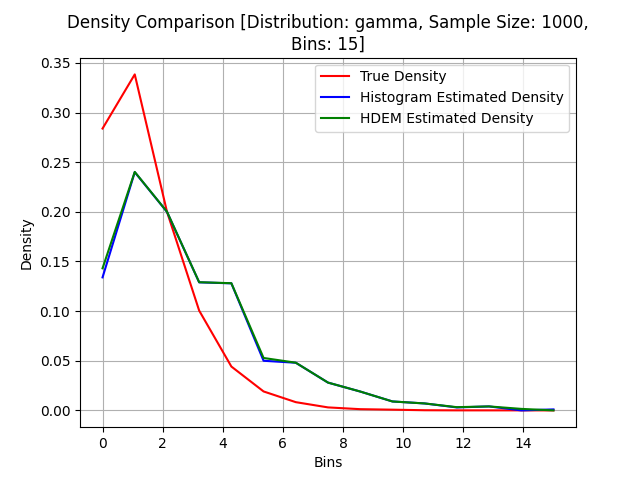 Density Comparison [Distribution: gamma, Sample Size: 1000,
Bins: 15]
True Density
Histogram Estimated Density
HDEM Estimated Density
Density
0.35
0.30
0.25
0.20
0.15
0.10
0.05
0.00
0 2 4 6 8 10 12 14
Bins